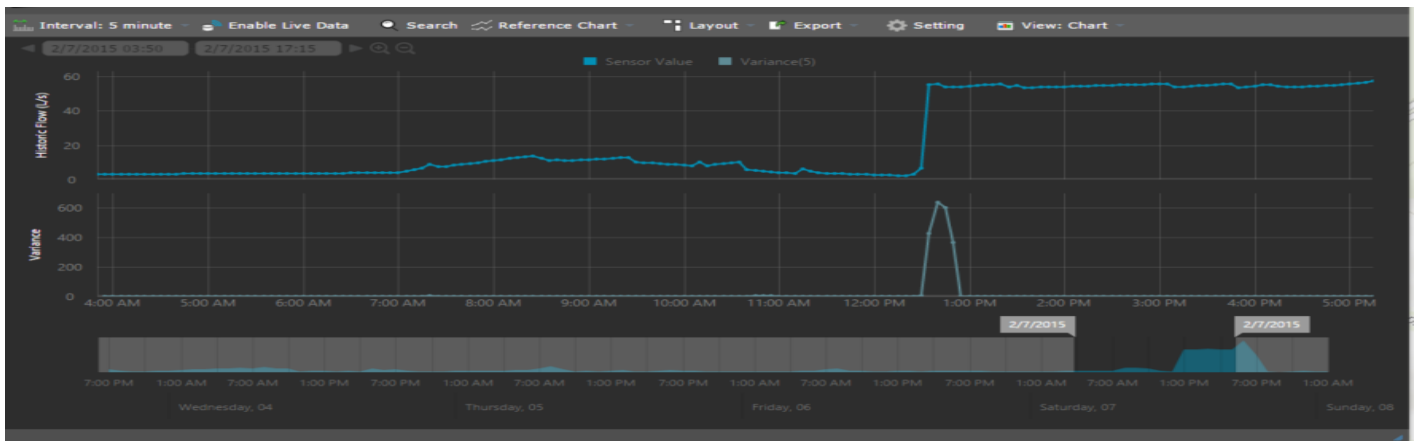 Interval: 5 minute Enable Live Data Search Reference Chart Layout Export Setting View: Chart
2/7/2015 03:50 2/7/2015 17:15
Sensor Value Variance(5)
Historic Flow (L/s)
60
40
20
0
Variance
600
400
200
0
4:00 AM 5:00 AM 6:00 AM 7:00 AM 8:00 AM 9:00 AM 10:00 AM 11:00 AM 12:00 PM 1:00 PM 2:00 PM 3:00 PM 4:00 PM 5:00 PM
2/7/2015 2/7/2015
7:00 PM 1:00 AM 7:00 AM 1:00 PM 7:00 PM 1:00 AM 7:00 AM 1:00 PM 7:00 PM 1:00 AM 7:00 AM 1:00 PM 7:00 PM 1:00 AM 7:00 AM 1:00 PM 7:00 PM 1:00 AM
Wednesday, 04 Thursday, 05 Friday, 06 Saturday, 07 Sunday, 08